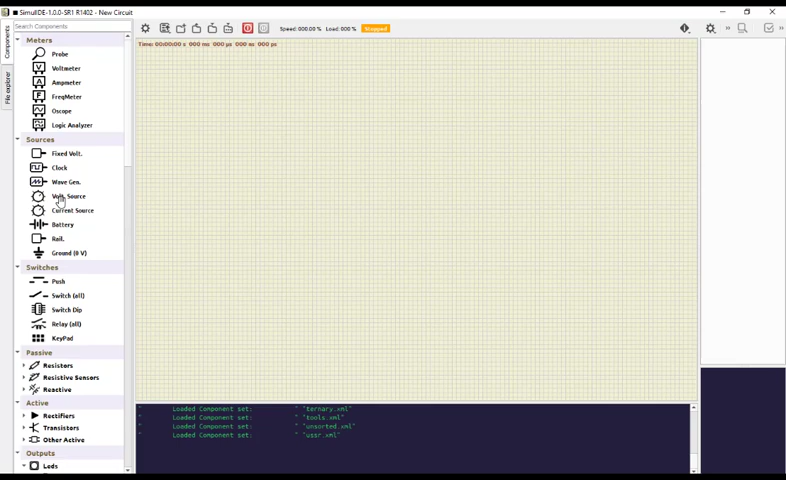 SimulIDE-1.0.0-SR1 R1402 - New Circuit
Components
File explorer
Search Components
Meters
Probe
Voltmeter
Ampmeter
FreqMeter
Oscope
Logic Analyzer
Sources
Fixed Volt.
Clock
Wave Gen.
Volt. Source
Current Source
Battery
Rail.
Ground (0 V)
Switches
Push
Switch (all)
Switch Dip
Relay (all)
KeyPad
Passive
Resistors
Resistive Sensors
Reactive
Active
Rectifiers
Transistors
Other Active
Outputs
Leds
Speed: 000.00 % Load: 000 % Stopped
Time: 00:00:00 s 000 ms 000 µs 000 ns 000 ps
" Loaded Component set: " "ternary.xml"
" Loaded Component set: " "tools.xml"
" Loaded Component set: " "unsorted.xml"
" Loaded Component set: " "user.xml"